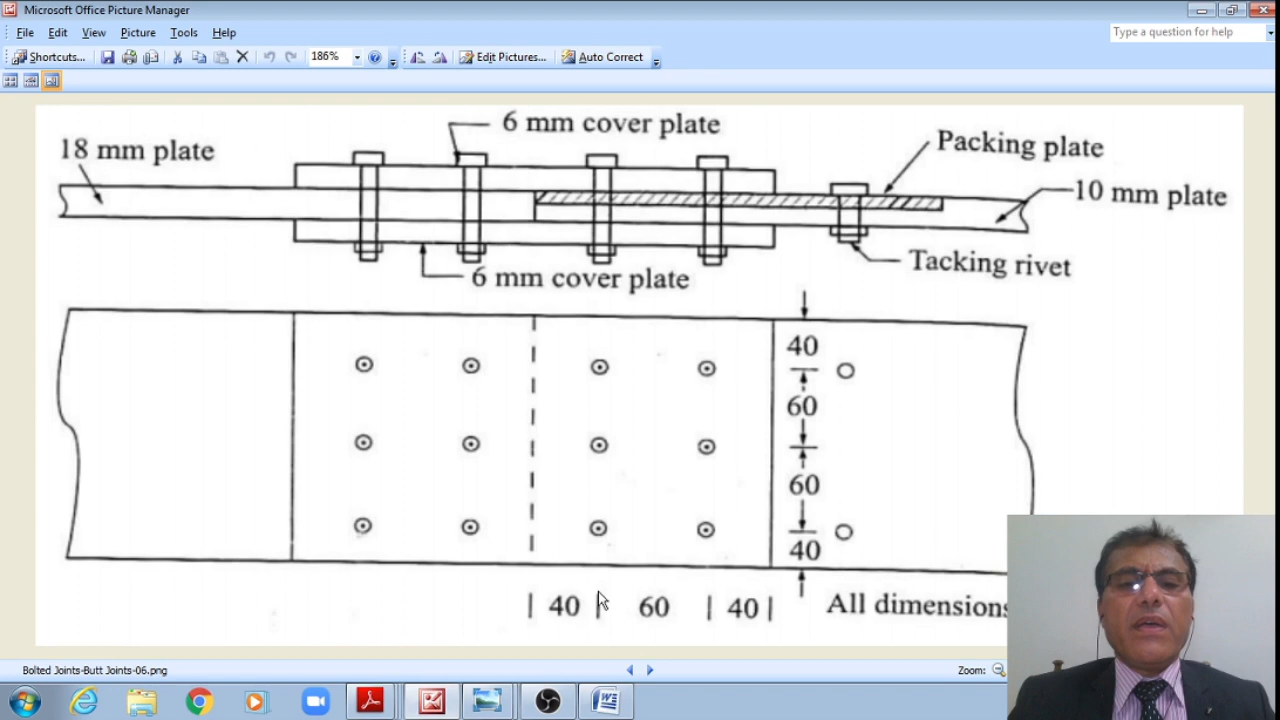 Microsoft Office Picture Manager
File Edit View Picture Tools Help
Type a question for help
Shortcuts... 186% Edit Pictures... Auto Correct
6 mm cover plate
18 mm plate
Packing plate
10 mm plate
6 mm cover plate
Tacking rivet
40
60
60
40
40 60 40
All dimensions
Bolted Joints-Butt Joints-06.png
Zoom: